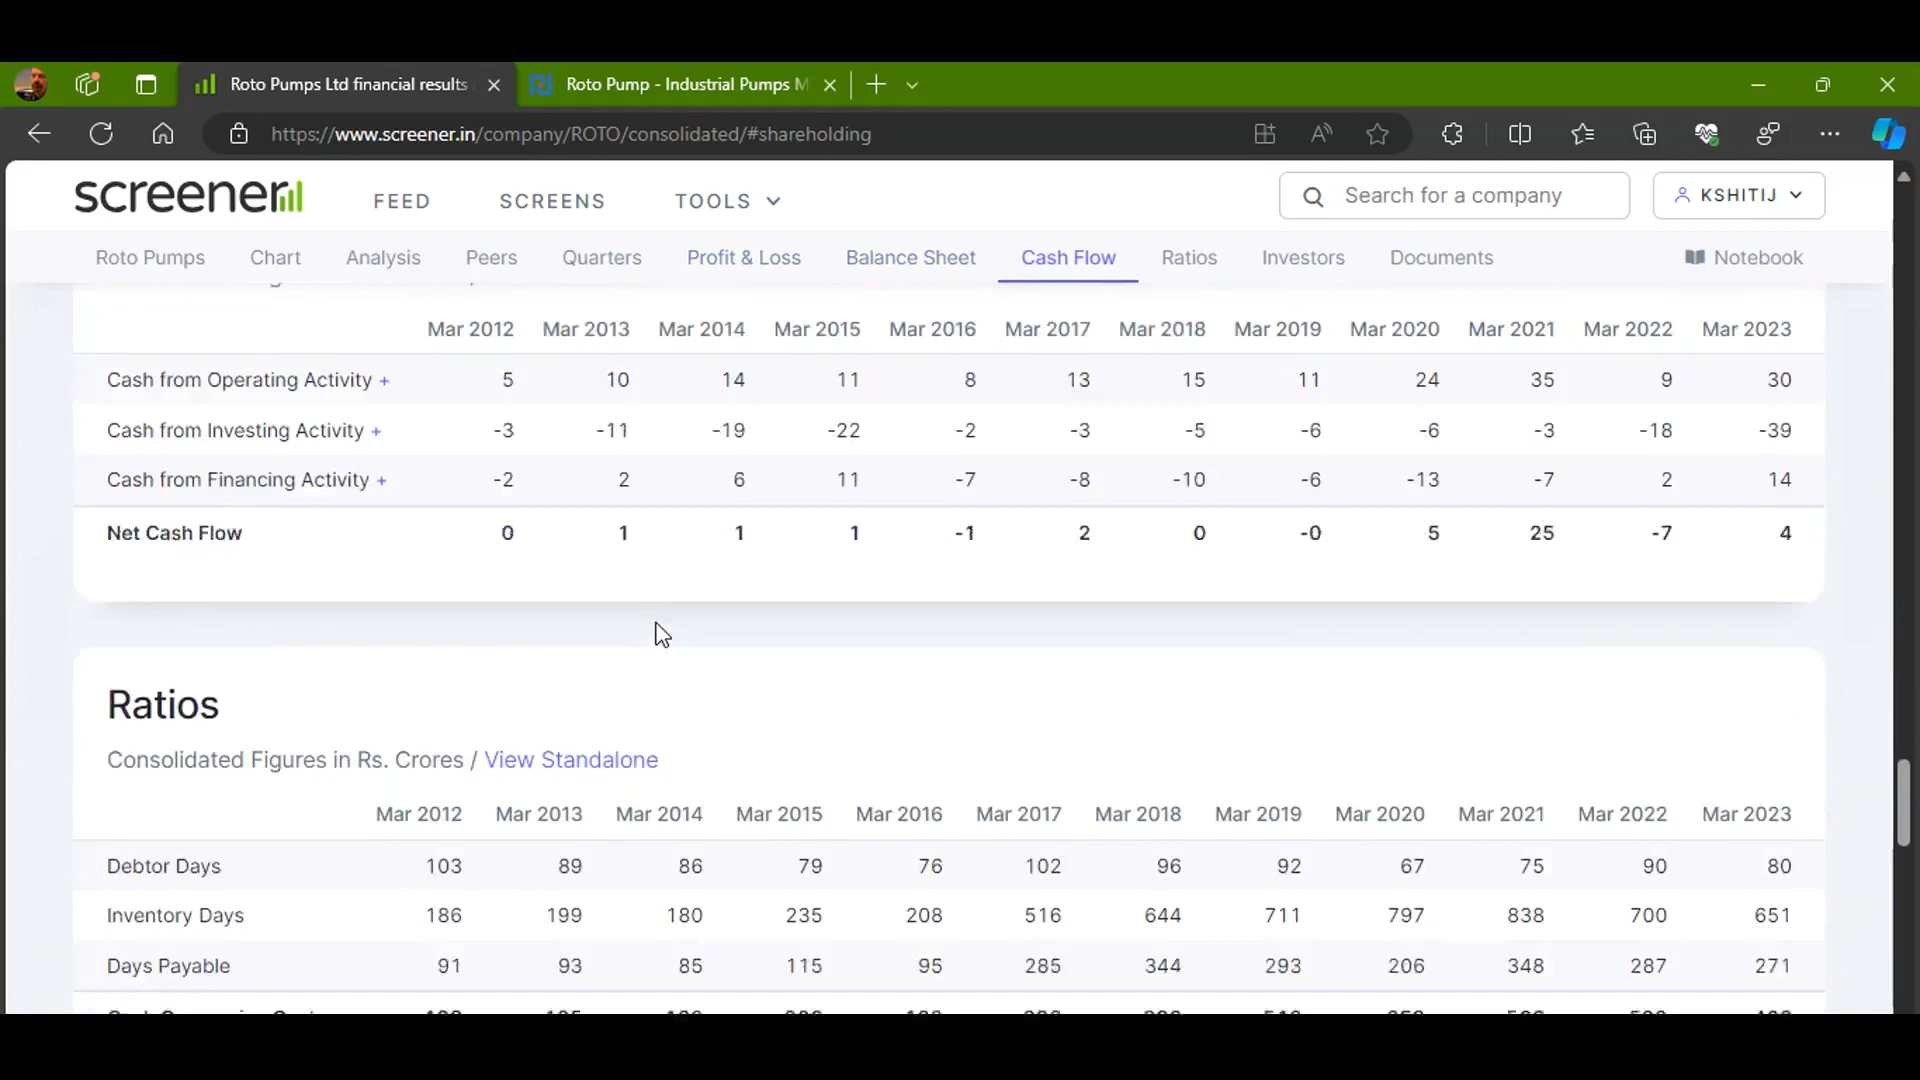 Roto Pumps Ltd financial results
Roto Pump - Industrial Pumps M
https://www.screener.in/company/ROTO/consolidated/#shareholding
screener
FEED SCREENS TOOLS
Search for a company
KSHITIJ
Roto Pumps Chart Analysis Peers Quarters Profit & Loss Balance Sheet Cash Flow Ratios Investors Documents Notebook
Mar 2012 Mar 2013 Mar 2014 Mar 2015 Mar 2016 Mar 2017 Mar 2018 Mar 2019 Mar 2020 Mar 2021 Mar 2022 Mar 2023
Cash from Operating Activity + 5 10 14 11 8 13 15 11 24 35 9 30
Cash from Investing Activity + -3 -11 -19 -22 -2 -3 -5 -6 -6 -3 -18 -39
Cash from Financing Activity + -2 2 6 11 -7 -8 -10 -6 -13 -7 2 14
Net Cash Flow 0 1 1 1 -1 2 0 -0 5 25 -7 4
Ratios
Consolidated Figures in Rs. Crores / View Standalone
Mar 2012 Mar 2013 Mar 2014 Mar 2015 Mar 2016 Mar 2017 Mar 2018 Mar 2019 Mar 2020 Mar 2021 Mar 2022 Mar 2023
Debtor Days 103 89 86 79 76 102 96 92 67 75 90 80
Inventory Days 186 199 180 235 208 516 644 711 797 838 700 651
Days Payable 91 93 85 115 95 285 344 293 206 348 287 271